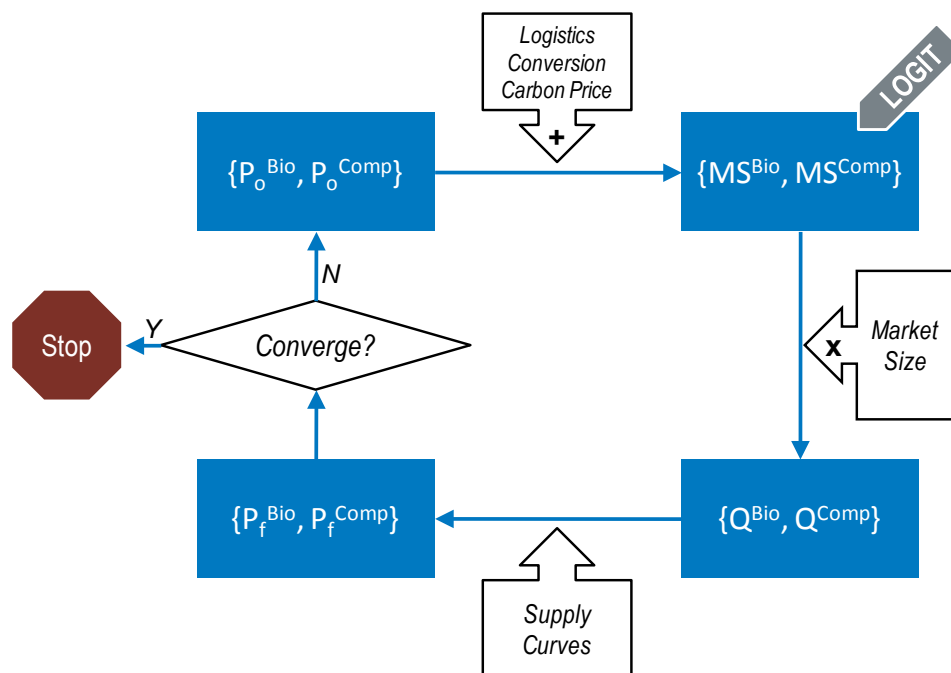 Logistics
Conversion
Carbon Price
+
LOGIT
{P_o^Bio, P_o^Comp}
{MS^Bio, MS^Comp}
N
Y
Stop
Converge?
x
Market
Size
{P_f^Bio, P_f^Comp}
{Q^Bio, Q^Comp}
Supply
Curves